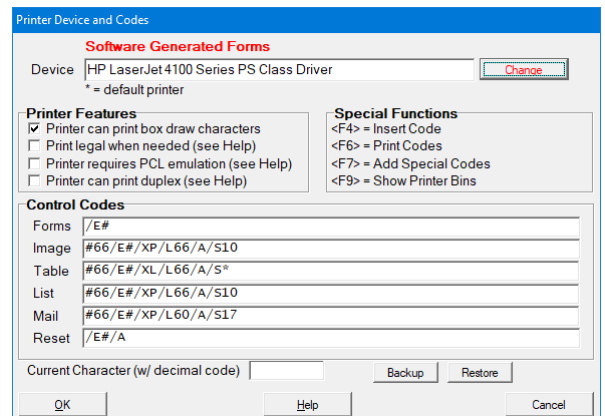 Printer Device and Codes
Software Generated Forms
Device HP LaserJet 4100 Series PS Class Driver Change
* = default printer
Printer Features
Printer can print box draw characters
Print legal when needed (see Help)
Printer requires PCL emulation (see Help)
Printer can print duplex (see Help)
Special Functions
<F4> = Insert Code
<F6> = Print Codes
<F7> = Add Special Codes
<F9> = Show Printer Bins
Control Codes
Forms /E#
Image #66/E#/XP/L66/A/S10
Table #66/E#/XL/L66/A/S*
List #66/E#/XP/L66/A/S10
Mail #66/E#/XP/L60/A/S17
Reset /E#/A
Current Character (w/ decimal code) Backup Restore
OK Help Cancel